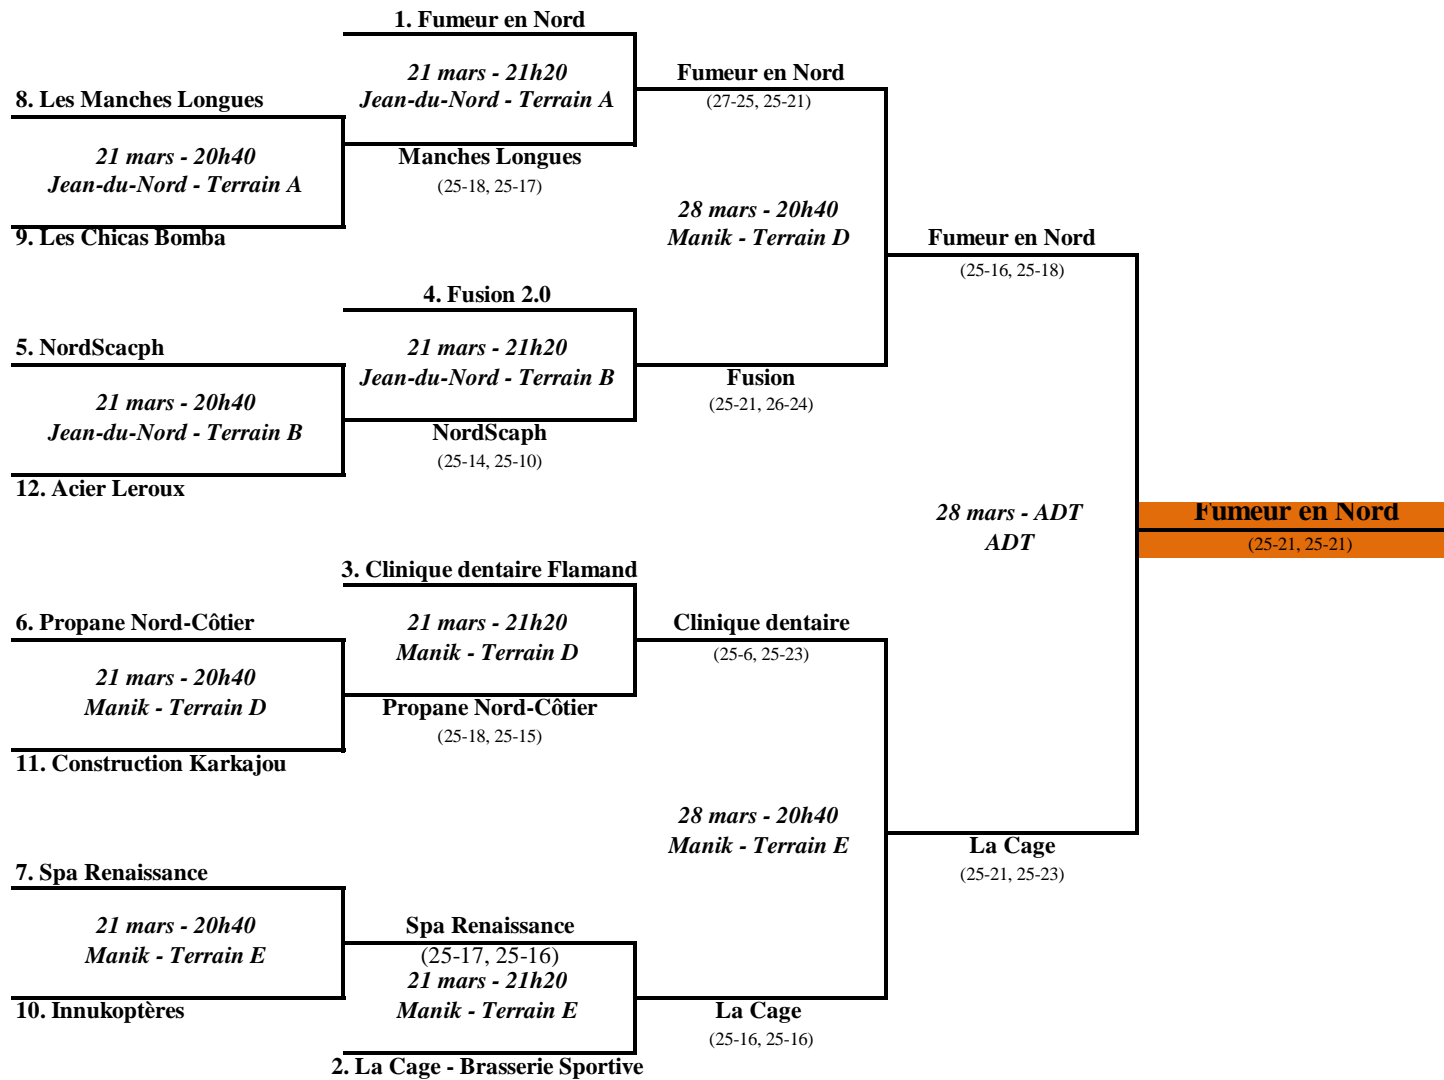 1. Fumeur en Nord
21 mars - 21h20
Jean-du-Nord - Terrain A
Fumeur en Nord
(27-25, 25-21)
8. Les Manches Longues
21 mars - 20h40
Jean-du-Nord - Terrain A
Manches Longues
(25-18, 25-17)
9. Les Chicas Bomba
28 mars - 20h40
Manik - Terrain D
Fumeur en Nord
(25-16, 25-18)
4. Fusion 2.0
21 mars - 21h20
Jean-du-Nord - Terrain B
Fusion
(25-21, 26-24)
5. NordScacph
21 mars - 20h40
Jean-du-Nord - Terrain B
NordScaph
(25-14, 25-10)
12. Acier Leroux
28 mars - ADT
ADT
Fumeur en Nord
(25-21, 25-21)
3. Clinique dentaire Flamand
21 mars - 21h20
Manik - Terrain D
Clinique dentaire
(25-6, 25-23)
6. Propane Nord-Côtier
21 mars - 20h40
Manik - Terrain D
Propane Nord-Côtier
(25-18, 25-15)
11. Construction Karkajou
28 mars - 20h40
Manik - Terrain E
La Cage
(25-21, 25-23)
7. Spa Renaissance
21 mars - 20h40
Manik - Terrain E
Spa Renaissance
(25-17, 25-16)
21 mars - 21h20
Manik - Terrain E
10. Innukoptères
La Cage
(25-16, 25-16)
2. La Cage - Brasserie Sportive